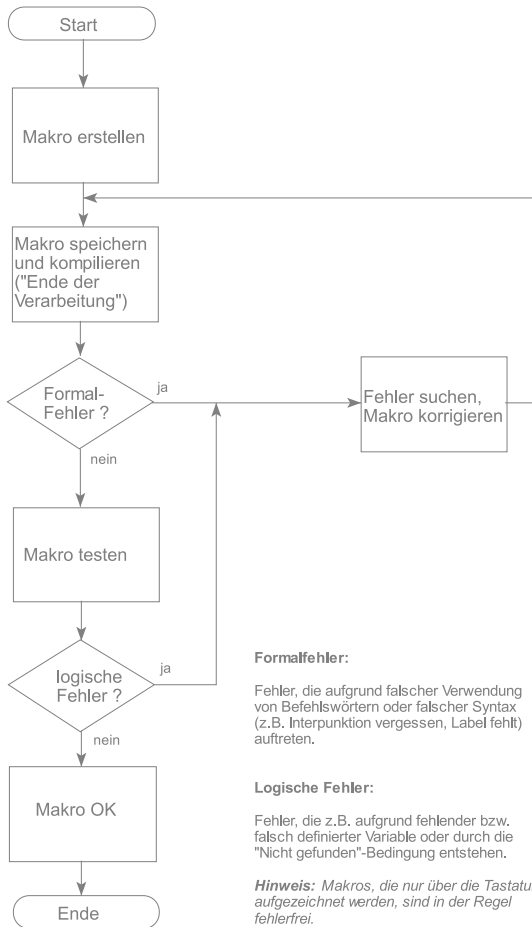 Start
Makro erstellen
Makro speichern
und kompilieren
("Ende der
Verarbeitung")
Formal-
Fehler ?
ja
Fehler suchen,
Makro korrigieren
nein
Makro testen
logische
Fehler ?
ja
nein
Makro OK
Ende
Formalfehler:
Fehler, die aufgrund falscher Verwendung
von Befehlswörtern oder falscher Syntax
(z.B. Interpunktion vergessen, Label fehlt)
auftreten.
Logische Fehler:
Fehler, die z.B. aufgrund fehlender bzw.
falsch definierter Variable oder durch die
"Nicht gefunden"-Bedingung entstehen.
Hinweis: Makros, die nur über die Tastatu
aufgezeichnet werden, sind in der Regel
fehlerfrei.